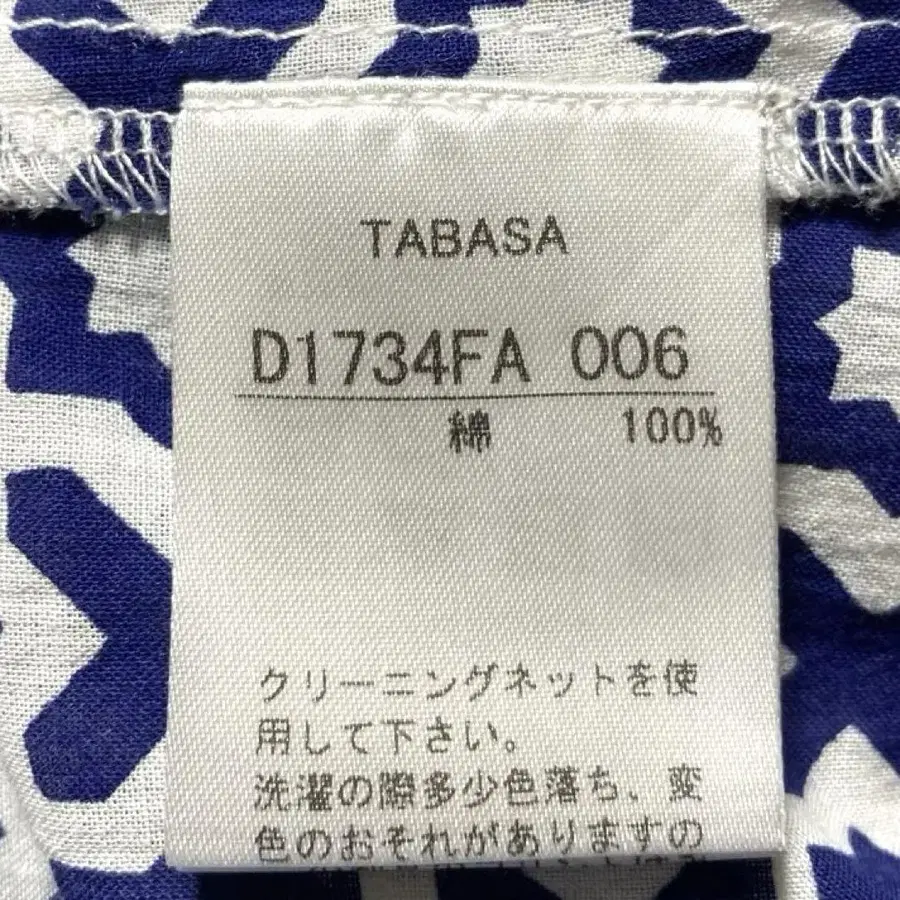 TABASA
D1734FA 006
綿 100%
クリーニングネットを使
用して下さい。
洗濯の際多少色落ち、変
色のおそれがありますの